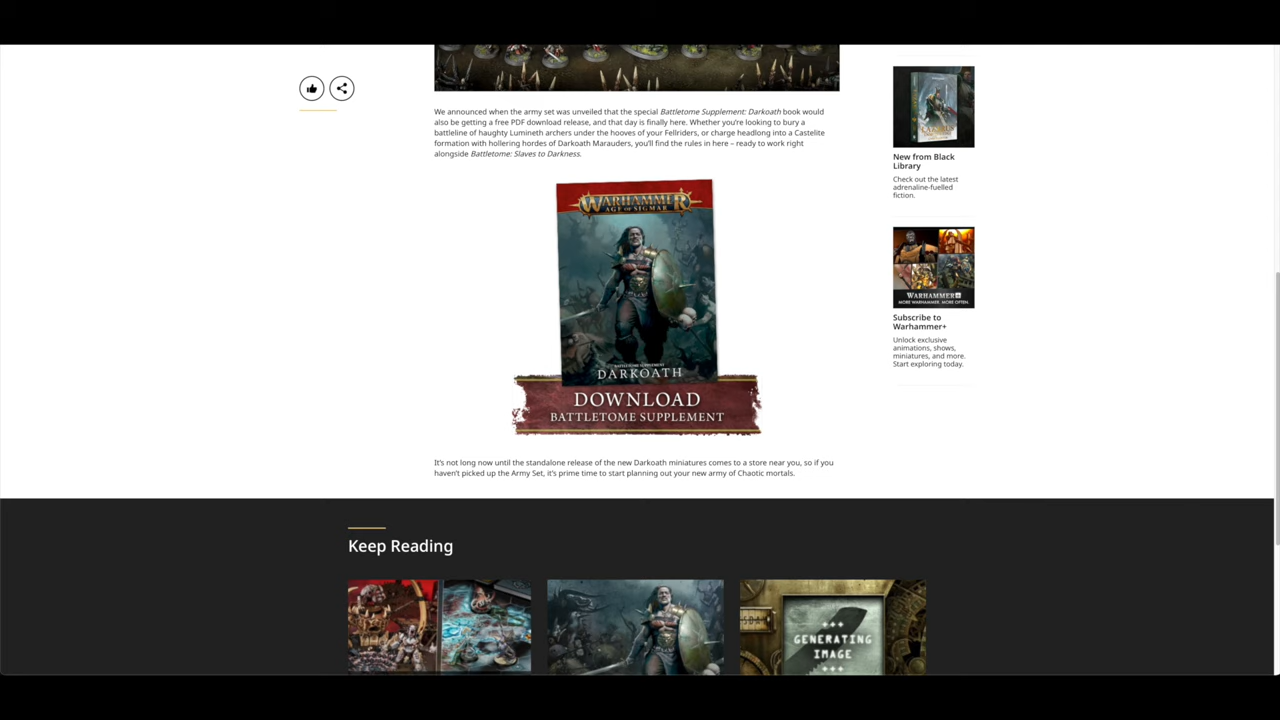 We announced when the army set was unveiled that the special Battletome Supplement: Darkoath book would
also be getting a free PDF download release, and that day is finally here. Whether you're looking to bury a
battleline of haughty Lumineth archers under the hooves of your Fellriders, or charge headlong into a Castelite
formation with hollering hordes of Darkoath Marauders, you'll find the rules in here – ready to work right
alongside Battletome: Slaves to Darkness.
WARHAMMER
AGE OF SIGMAR
BATTLETOME SUPPLEMENT
DARKOATH
DOWNLOAD
BATTLETOME SUPPLEMENT
It's not long now until the standalone release of the new Darkoath miniatures comes to a store near you, so if you
haven't picked up the Army Set, it's prime time to start planning out your new army of Chaotic mortals.
New from Black
Library
Check out the latest
adrenaline-fuelled
fiction.
WARHAMMER+
MORE WARHAMMER. MORE OFTEN.
Subscribe to
Warhammer+
Unlock exclusive
animations, shows,
miniatures, and more.
Start exploring today.
Keep Reading
+++
GENERATING
IMAGE
+++